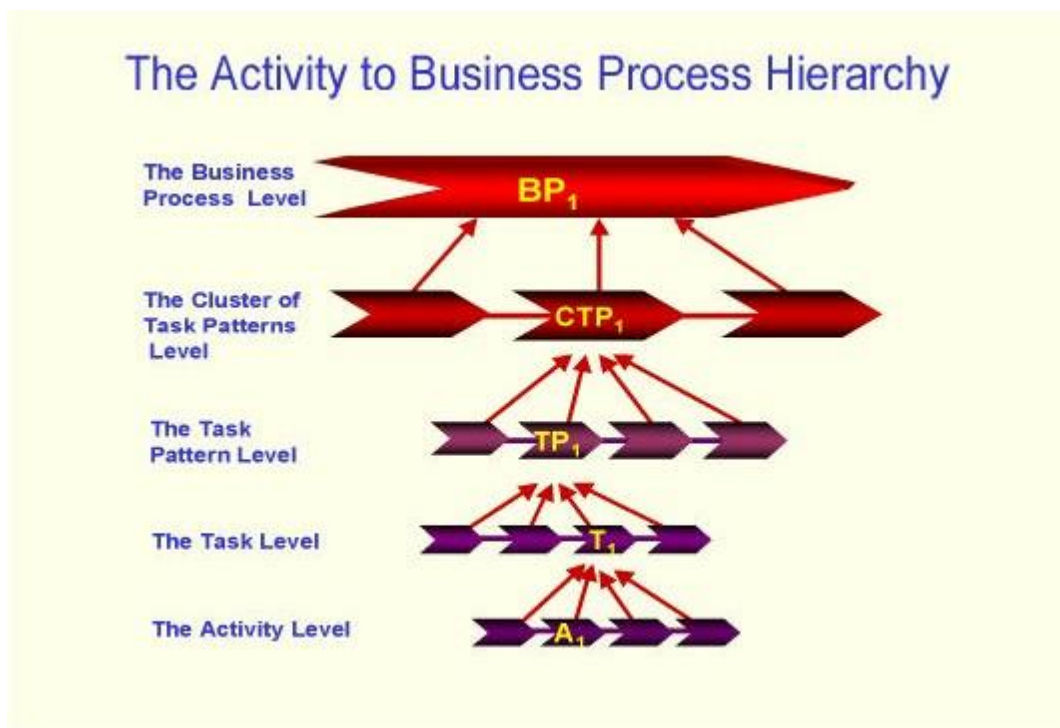 The Activity to Business Process Hierarchy
The Business
Process Level
BP₁
The Cluster of
Task Patterns
Level
CTP₁
The Task
Pattern Level
TP₁
The Task Level
T₁
The Activity Level
A₁